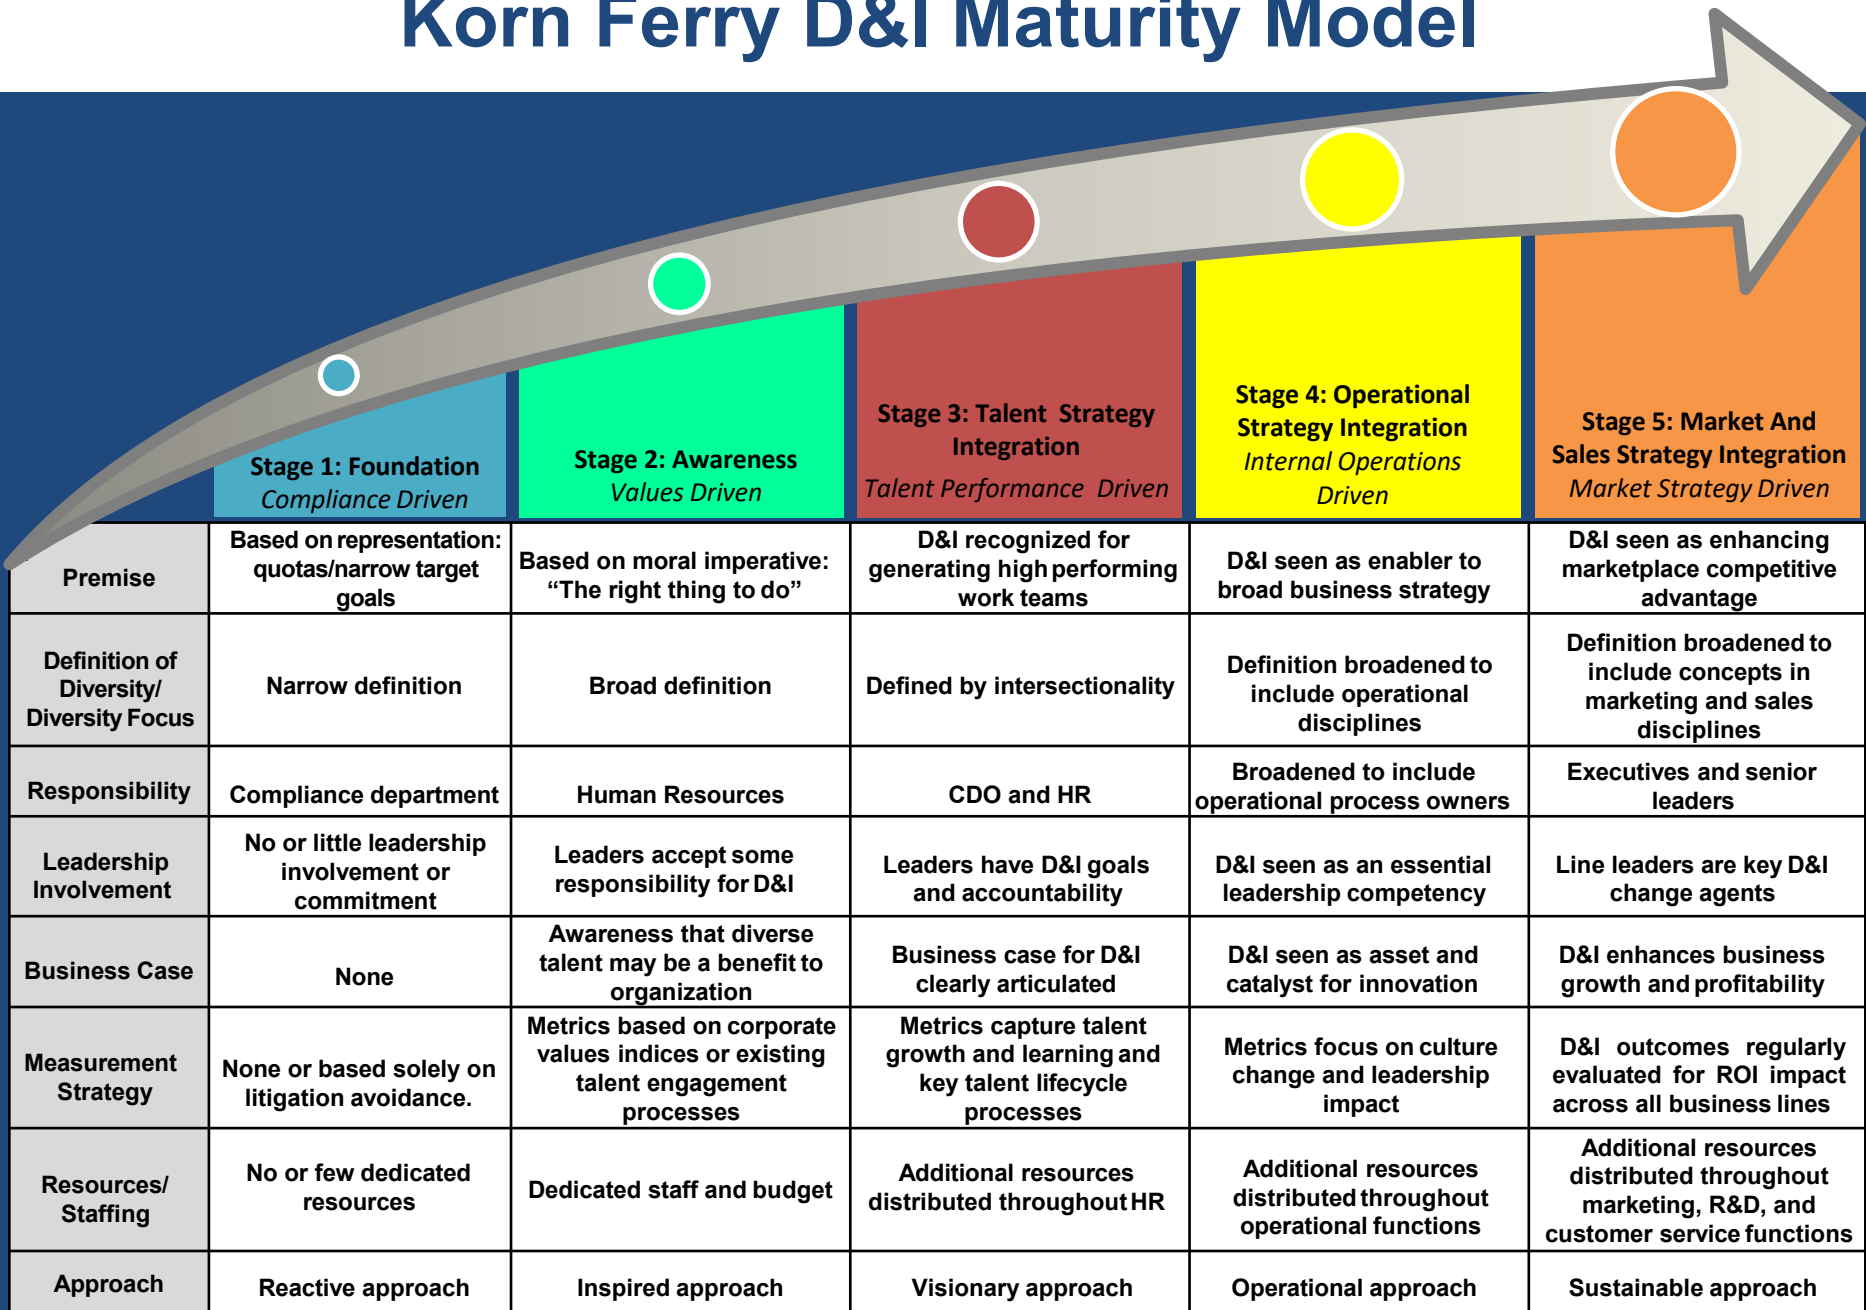 Korn Ferry D&I Maturity Model
Stage 1: Foundation
Compliance Driven
Stage 2: Awareness
Values Driven
Stage 3: Talent Strategy
Integration
Talent Performance Driven
Stage 4: Operational
Strategy Integration
Internal Operations
Driven
Stage 5: Market And
Sales Strategy Integration
Market Strategy Driven
Premise
Based on representation:
quotas/narrow target
goals
Based on moral imperative:
“The right thing to do”
D&I recognized for
generating high performing
work teams
D&I seen as enabler to
broad business strategy
D&I seen as enhancing
marketplace competitive
advantage
Definition of
Diversity/
Diversity Focus
Narrow definition
Broad definition
Defined by intersectionality
Definition broadened to
include operational
disciplines
Definition broadened to
include concepts in
marketing and sales
disciplines
Responsibility
Compliance department
Human Resources
CDO and HR
Broadened to include
operational process owners
Executives and senior
leaders
Leadership
Involvement
No or little leadership
involvement or
commitment
Leaders accept some
responsibility for D&I
Leaders have D&I goals
and accountability
D&I seen as an essential
leadership competency
Line leaders are key D&I
change agents
Business Case
None
Awareness that diverse
talent may be a benefit to
organization
Business case for D&I
clearly articulated
D&I seen as asset and
catalyst for innovation
D&I enhances business
growth and profitability
Measurement
Strategy
None or based solely on
litigation avoidance.
Metrics based on corporate
values indices or existing
talent engagement
processes
Metrics capture talent
growth and learning and
key talent lifecycle
processes
Metrics focus on culture
change and leadership
impact
D&I outcomes regularly
evaluated for ROI impact
across all business lines
Resources/
Staffing
No or few dedicated
resources
Dedicated staff and budget
Additional resources
distributed throughout HR
Additional resources
distributed throughout
operational functions
Additional resources
distributed throughout
marketing, R&D, and
customer service functions
Approach
Reactive approach
Inspired approach
Visionary approach
Operational approach
Sustainable approach